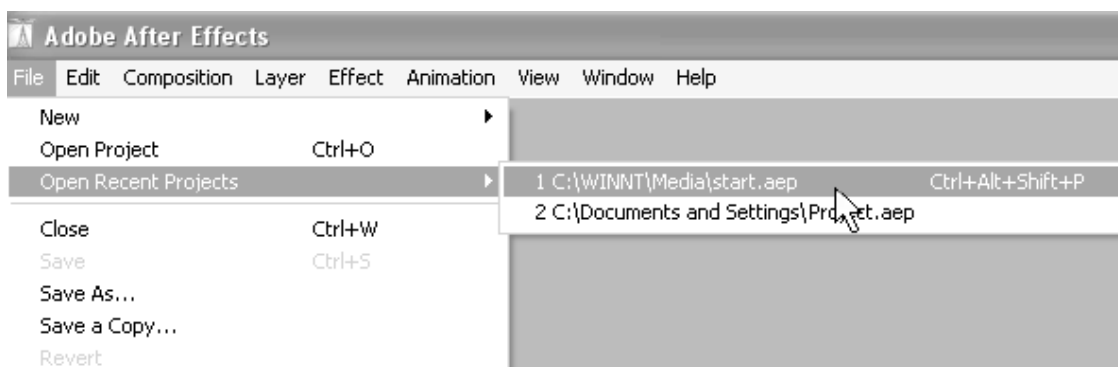 Adobe After Effects
File Edit Composition Layer Effect Animation View Window Help
New
Open Project Ctrl+O
Open Recent Projects
1 C:\WINNT\Media\start.aep Ctrl+Alt+Shift+P
2 C:\Documents and Settings\Project.aep
Close Ctrl+W
Save Ctrl+S
Save As...
Save a Copy...
Revert